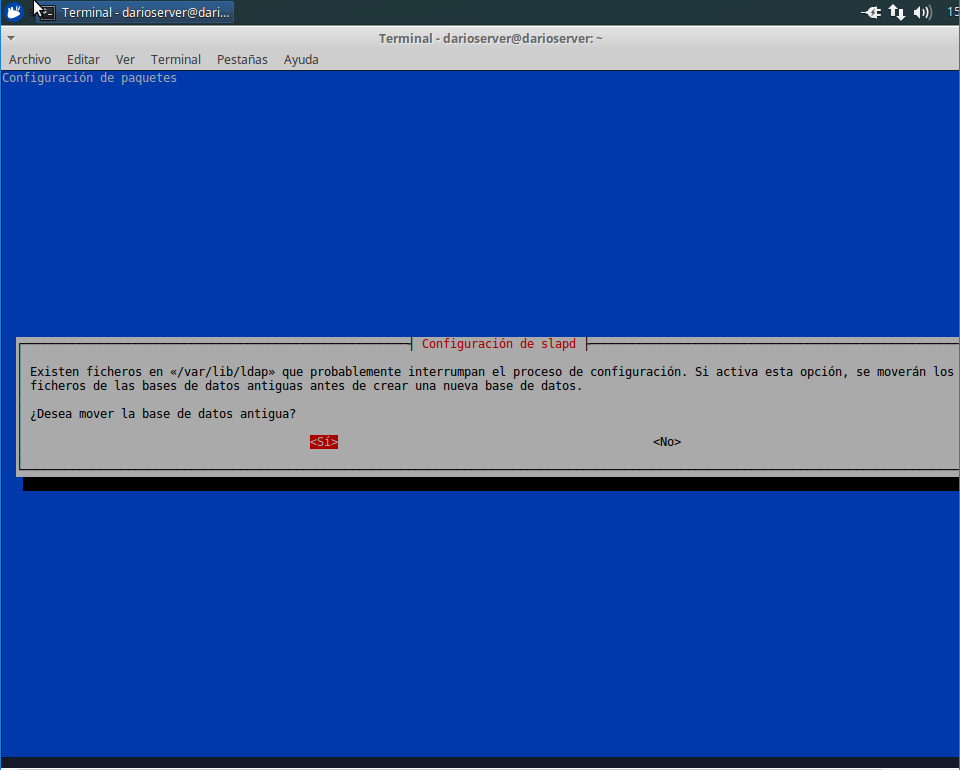 Terminal - darioserver@dari...
15
Terminal - darioserver@darioserver: ~
Archivo Editar Ver Terminal Pestañas Ayuda
Configuración de paquetes
Configuración de slapd
Existen ficheros en «/var/lib/ldap» que probablemente interrumpan el proceso de configuración. Si activa esta opción, se moverán los
ficheros de las bases de datos antiguas antes de crear una nueva base de datos.
¿Desea mover la base de datos antigua?
<Sí> <No>